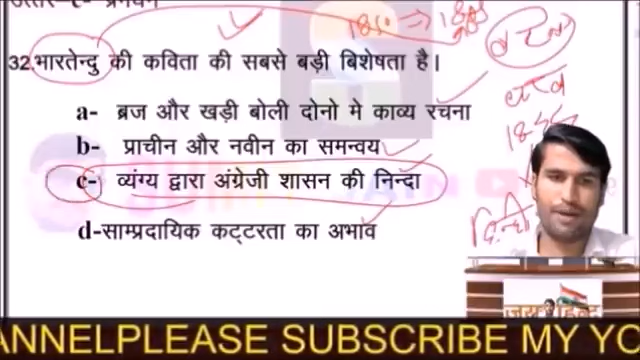 32.भारतेन्दु की कविता की सबसे बड़ी बिशेषता है।
a- ब्रज और खड़ी बोली दोनो मे काव्य रचना
b- प्राचीन और नवीन का समन्वय
c- व्यंग्य द्वारा अंग्रेजी शासन की निन्दा
d-साम्प्रदायिक कट्टरता का अभाव
हिन्दी
जय हिन्द
ANNELPLEASE SUBSCRIBE MY YO